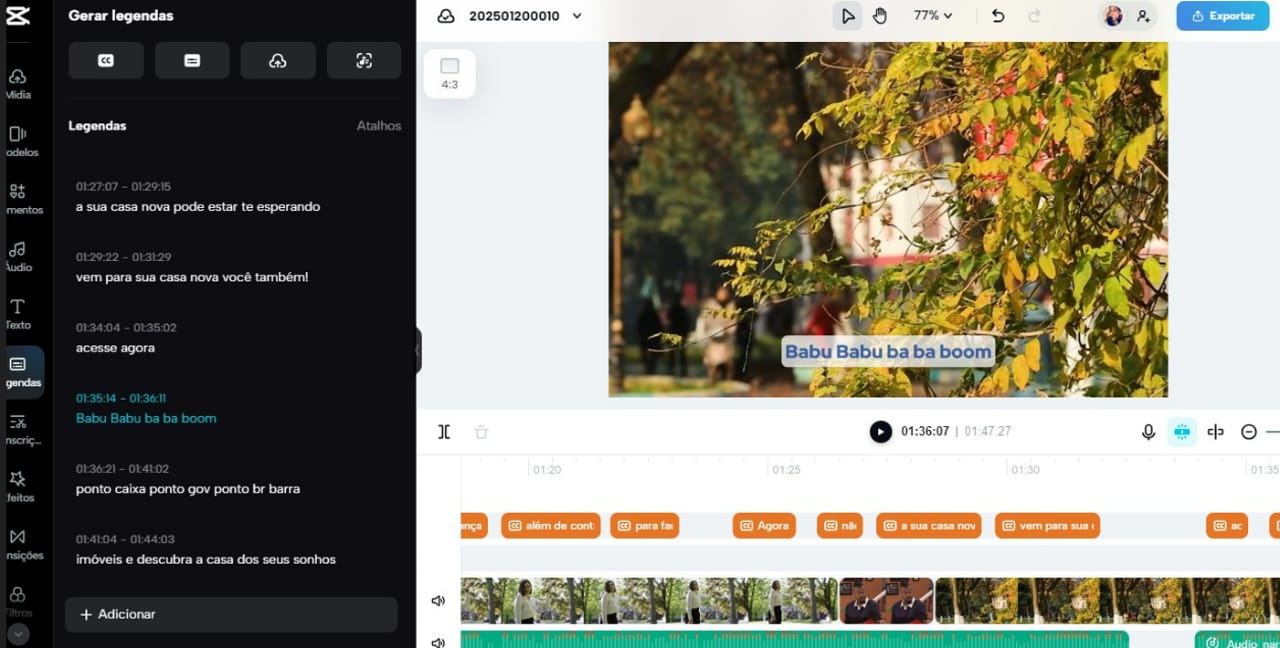 Gerar legendas
Legendas
Atalhos
01:27:07 – 01:29:15
a sua casa nova pode estar te esperando
01:29:22 – 01:31:29
vem para sua casa nova você também!
01:34:04 – 01:35:02
acesse agora
01:35:14 – 01:36:11
Babu Babu ba ba boom
01:36:21 – 01:41:02
ponto caixa ponto gov ponto br barra
01:41:04 – 01:44:03
imóveis e descubra a casa dos seus sonhos
+ Adicionar
Mídia
odelos
mentos
Áudio
Texto
gendas
nscriç...
feitos
nsições
Filtros
202501200010
77%
Exportar
4:3
Babu Babu ba ba boom
01:36:07 | 01:47:27
01:20
01:25
01:30
01:35
ança
além de cont
para fa
Agora
nã
a sua casa nov
vem para sua
ac
Audio_nar